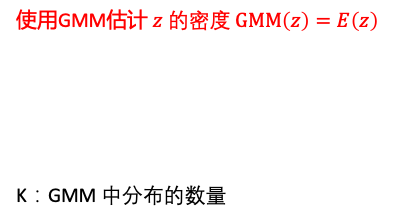 使用GMM估计 z 的密度 GMM(z) = E(z)
K：GMM 中分布的数量